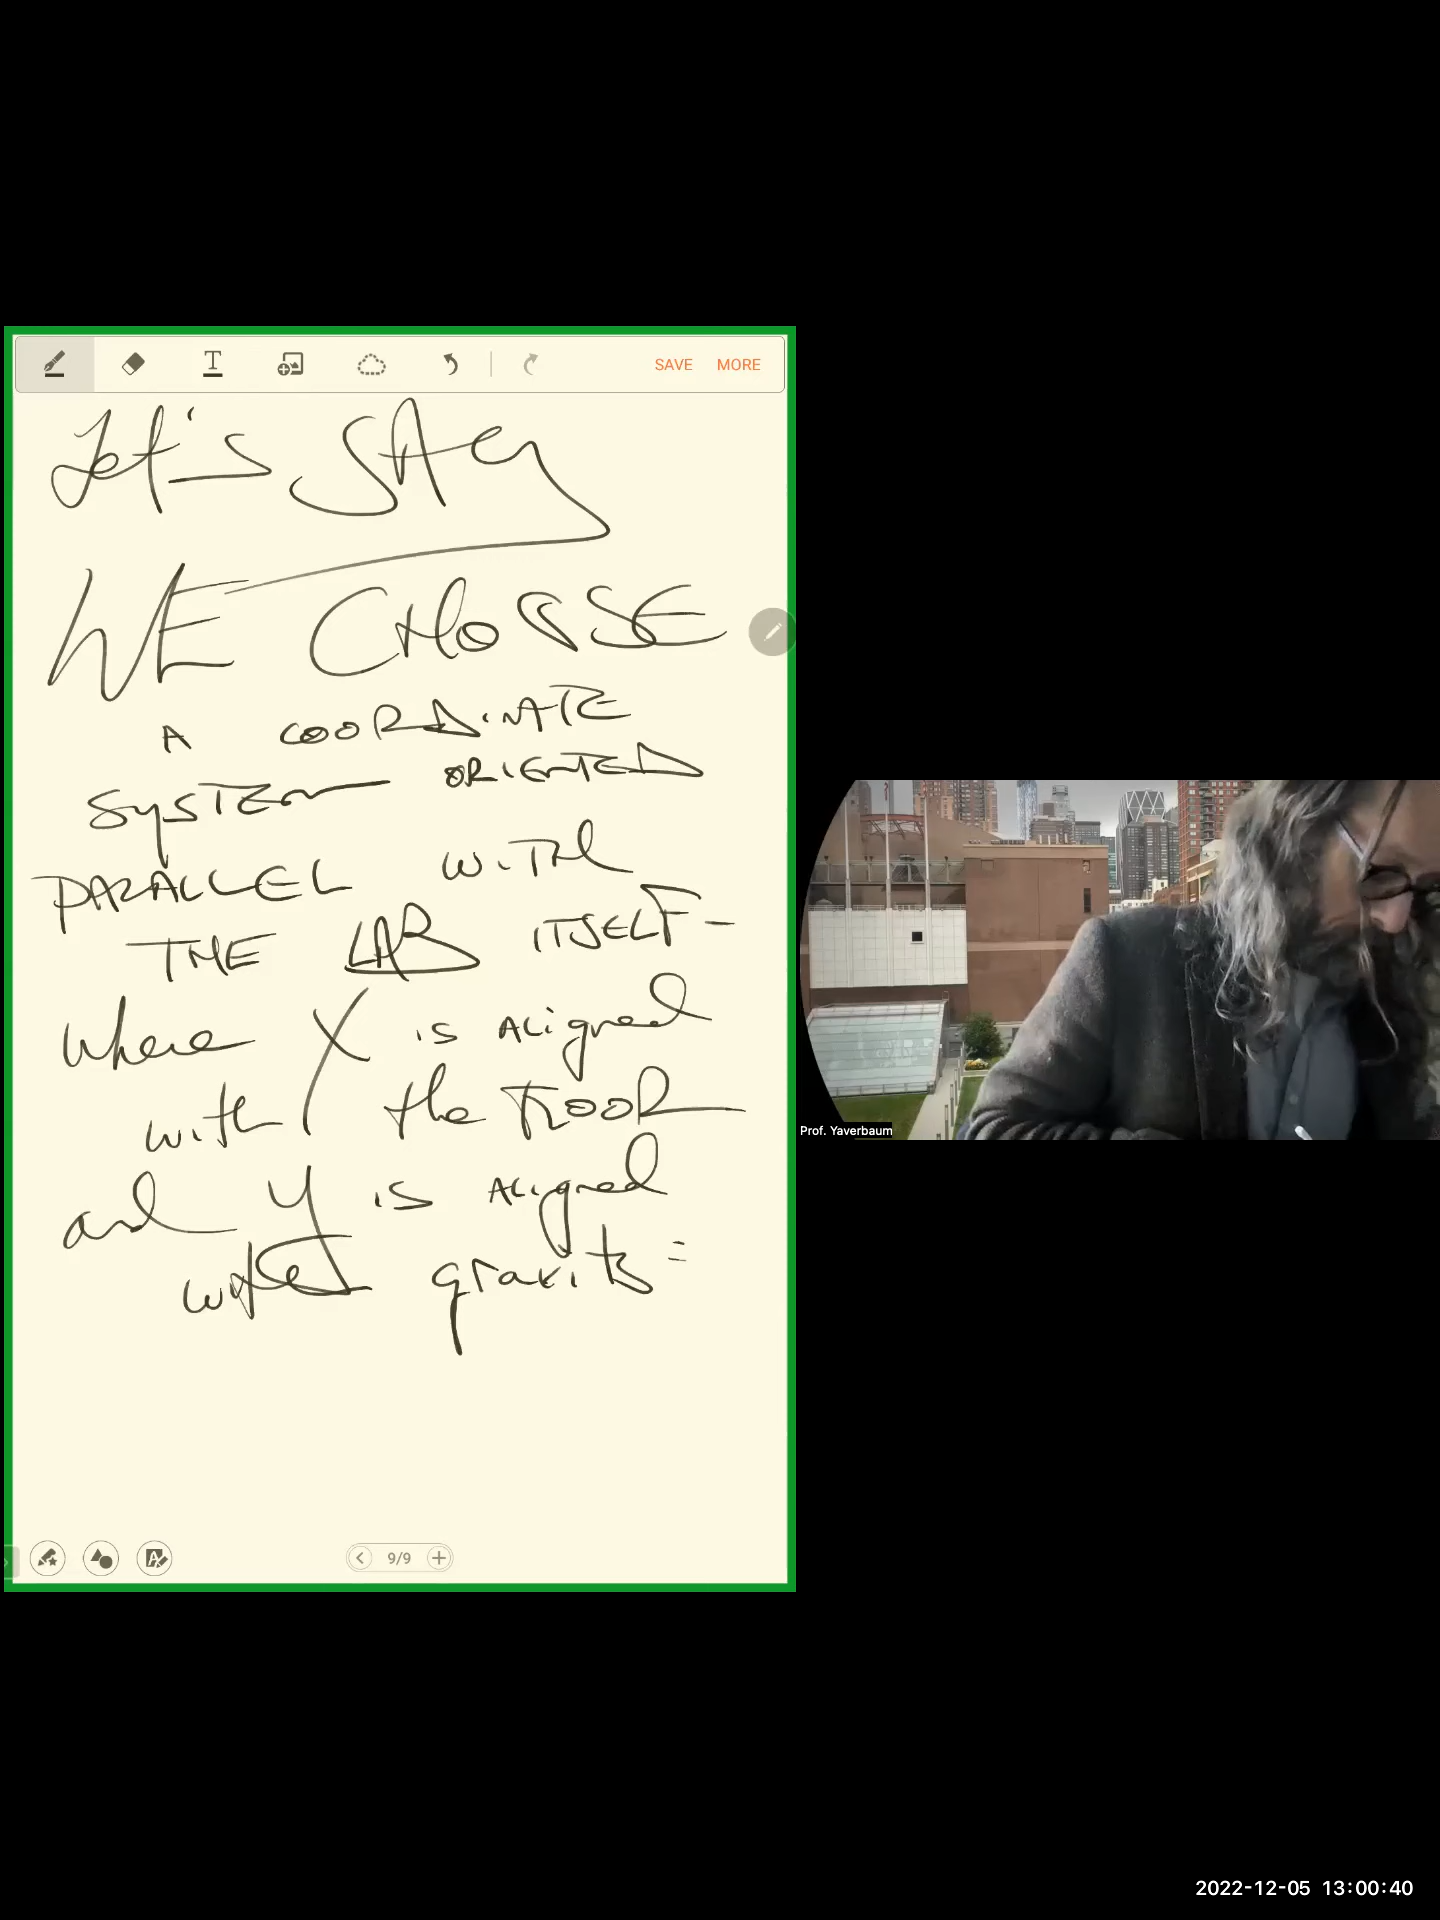 T
SAVE MORE
Let's SAy
WE CHOOSE
A COORDINATE
SYSTEM ORIENTED
PARALLEL WITH
THE LAB ITSELF-
where X is ALigned
with the FLOOR
and y is ALigned
with gravity =
9/9
Prof. Yaverbaum
2022-12-05 13:00:40